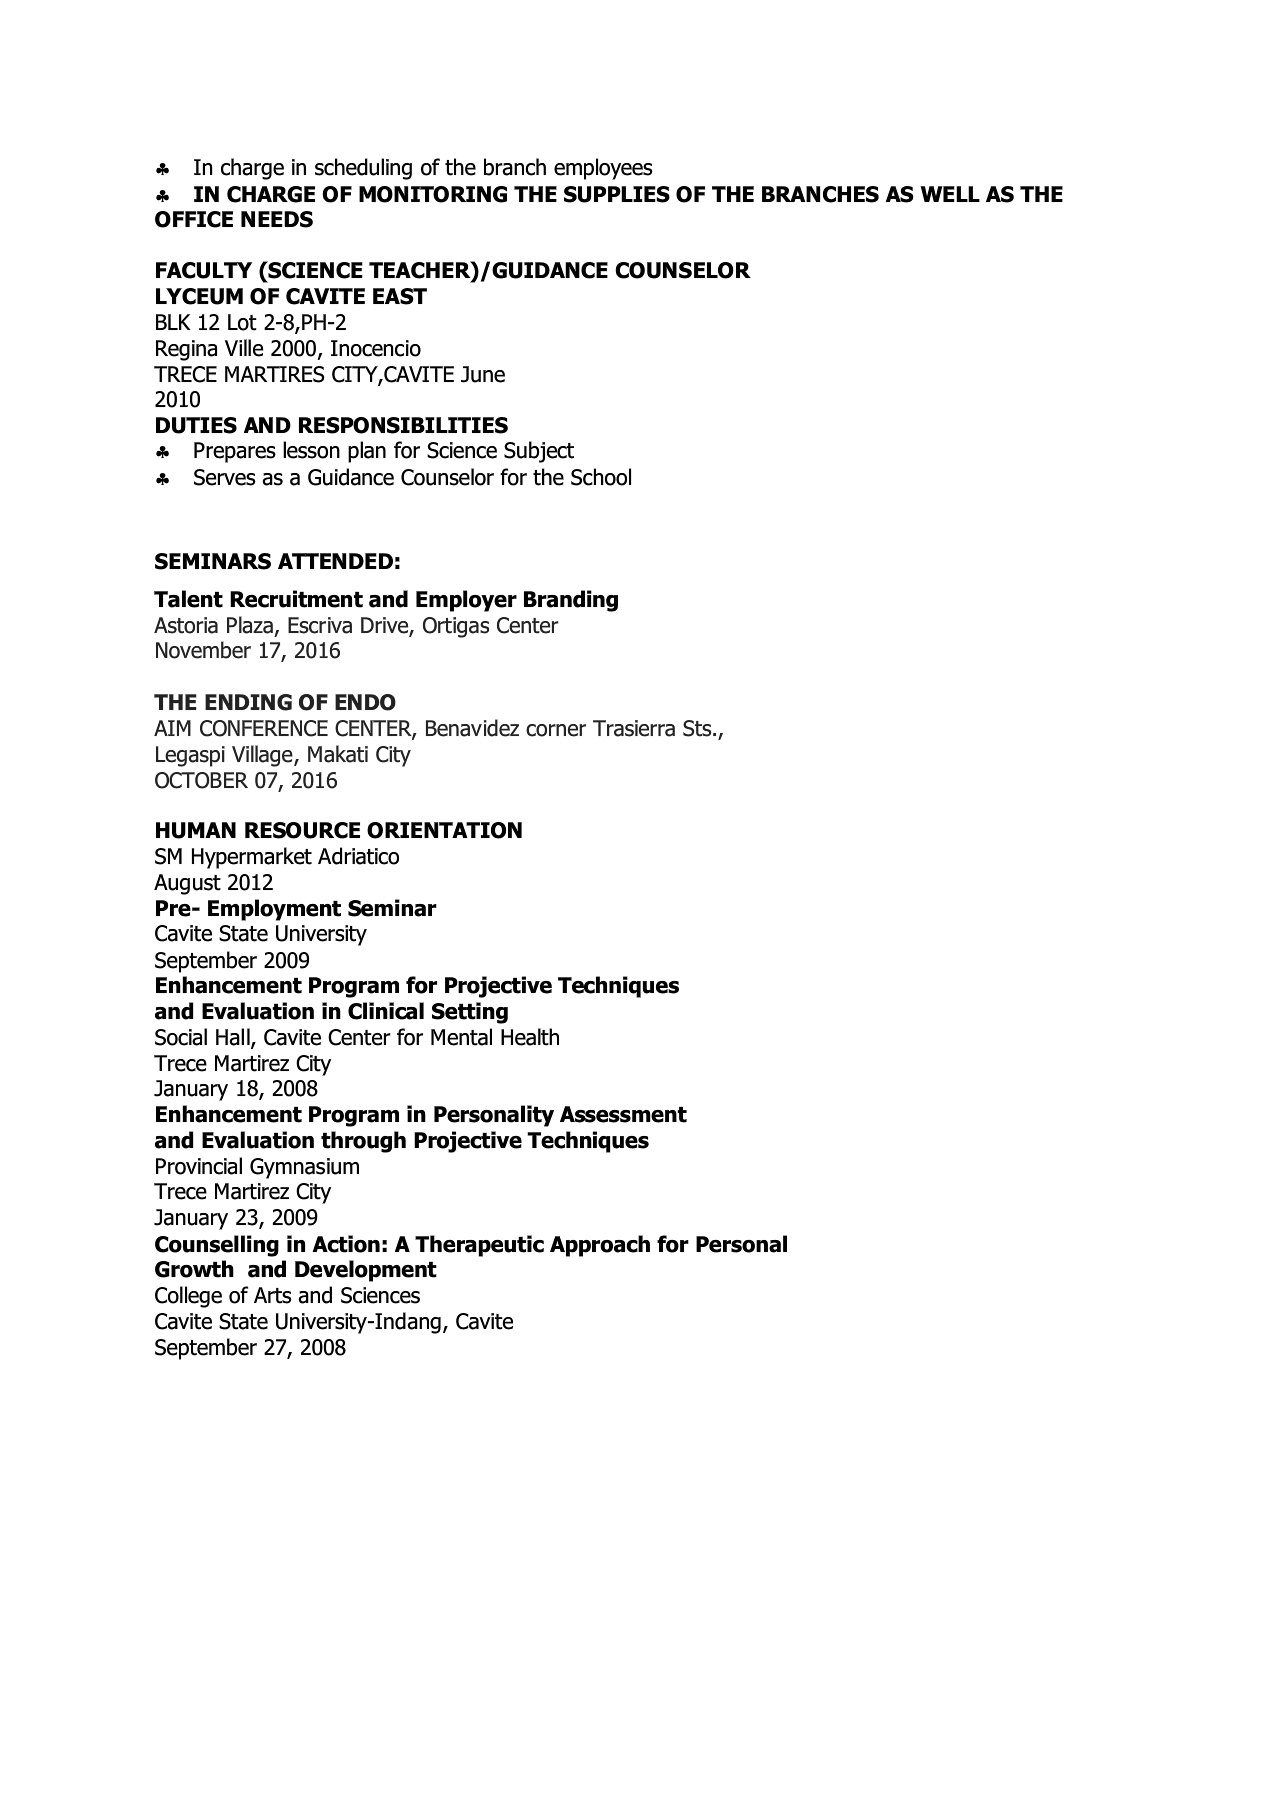 ♣ In charge in scheduling of the branch employees
♣ IN CHARGE OF MONITORING THE SUPPLIES OF THE BRANCHES AS WELL AS THE
OFFICE NEEDS
FACULTY (SCIENCE TEACHER)/GUIDANCE COUNSELOR
LYCEUM OF CAVITE EAST
BLK 12 Lot 2-8,PH-2
Regina Ville 2000, Inocencio
TRECE MARTIRES CITY,CAVITE June
2010
DUTIES AND RESPONSIBILITIES
♣ Prepares lesson plan for Science Subject
♣ Serves as a Guidance Counselor for the School
SEMINARS ATTENDED:
Talent Recruitment and Employer Branding
Astoria Plaza, Escriva Drive, Ortigas Center
November 17, 2016
THE ENDING OF ENDO
AIM CONFERENCE CENTER, Benavidez corner Trasierra Sts.,
Legaspi Village, Makati City
OCTOBER 07, 2016
HUMAN RESOURCE ORIENTATION
SM Hypermarket Adriatico
August 2012
Pre- Employment Seminar
Cavite State University
September 2009
Enhancement Program for Projective Techniques
and Evaluation in Clinical Setting
Social Hall, Cavite Center for Mental Health
Trece Martirez City
January 18, 2008
Enhancement Program in Personality Assessment
and Evaluation through Projective Techniques
Provincial Gymnasium
Trece Martirez City
January 23, 2009
Counselling in Action: A Therapeutic Approach for Personal
Growth  and Development
College of Arts and Sciences
Cavite State University-Indang, Cavite
September 27, 2008